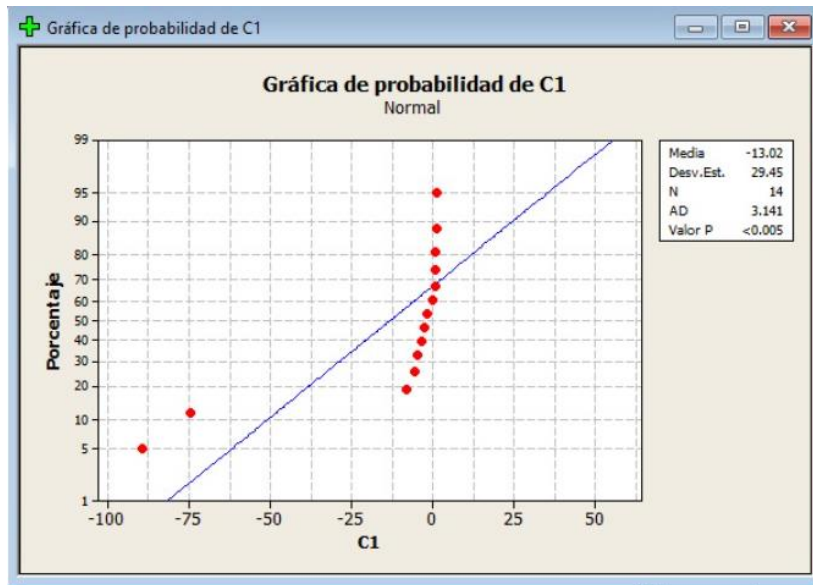 Gráfica de probabilidad de C1
Gráfica de probabilidad de C1
Normal
99
95
90
80
70
60
50
40
30
20
10
5
1
Porcentaje
-100 -75 -50 -25 0 25 50
C1
Media -13.02
Desv.Est. 29.45
N 14
AD 3.141
Valor P <0.005